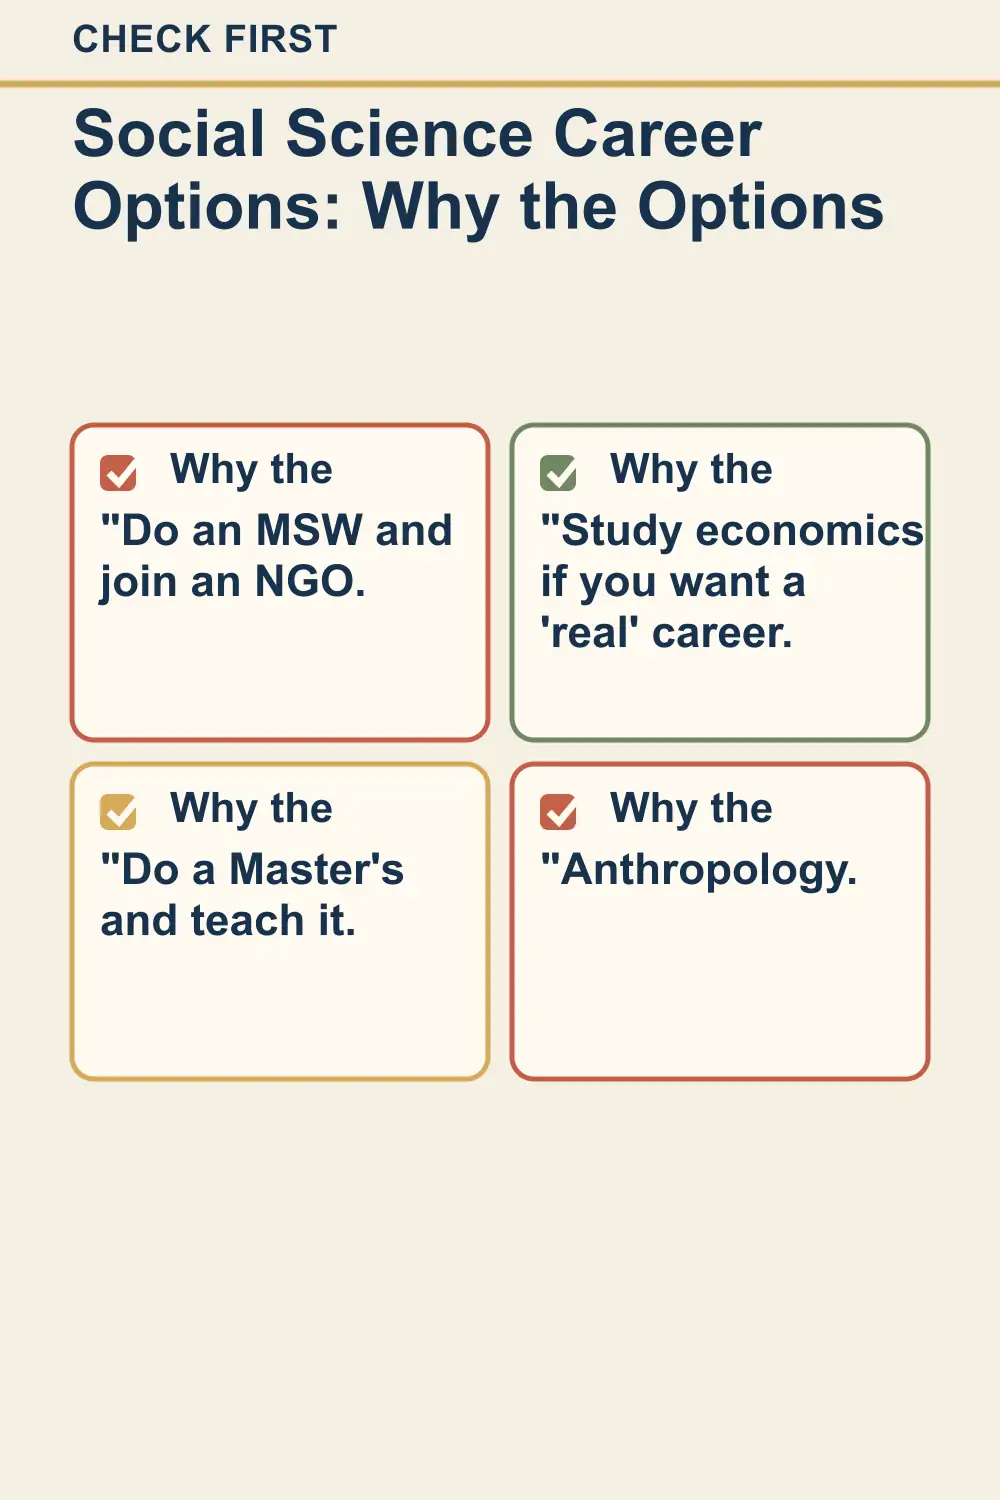 CHECK FIRST
Social Science Career
Options: Why the Options
Why the
"Do an MSW and
join an NGO.
Why the
"Study economics
if you want a
'real' career.
Why the
"Do a Master's
and teach it.
Why the
"Anthropology.